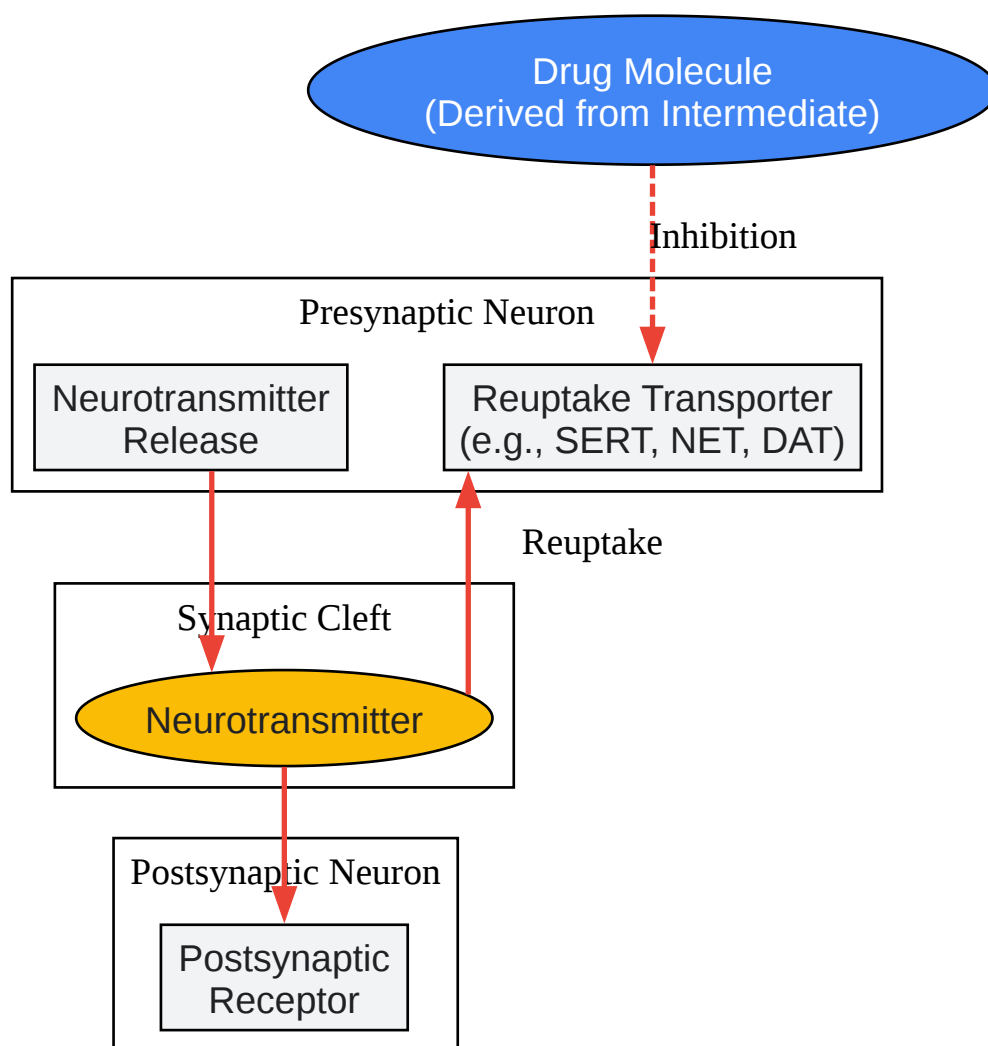 Drug Molecule
(Derived from Intermediate)
Inhibition
Presynaptic Neuron
Neurotransmitter
Release
Reuptake Transporter
(e.g., SERT, NET, DAT)
Reuptake
Synaptic Cleft
Neurotransmitter
Postsynaptic Neuron
Postsynaptic
Receptor